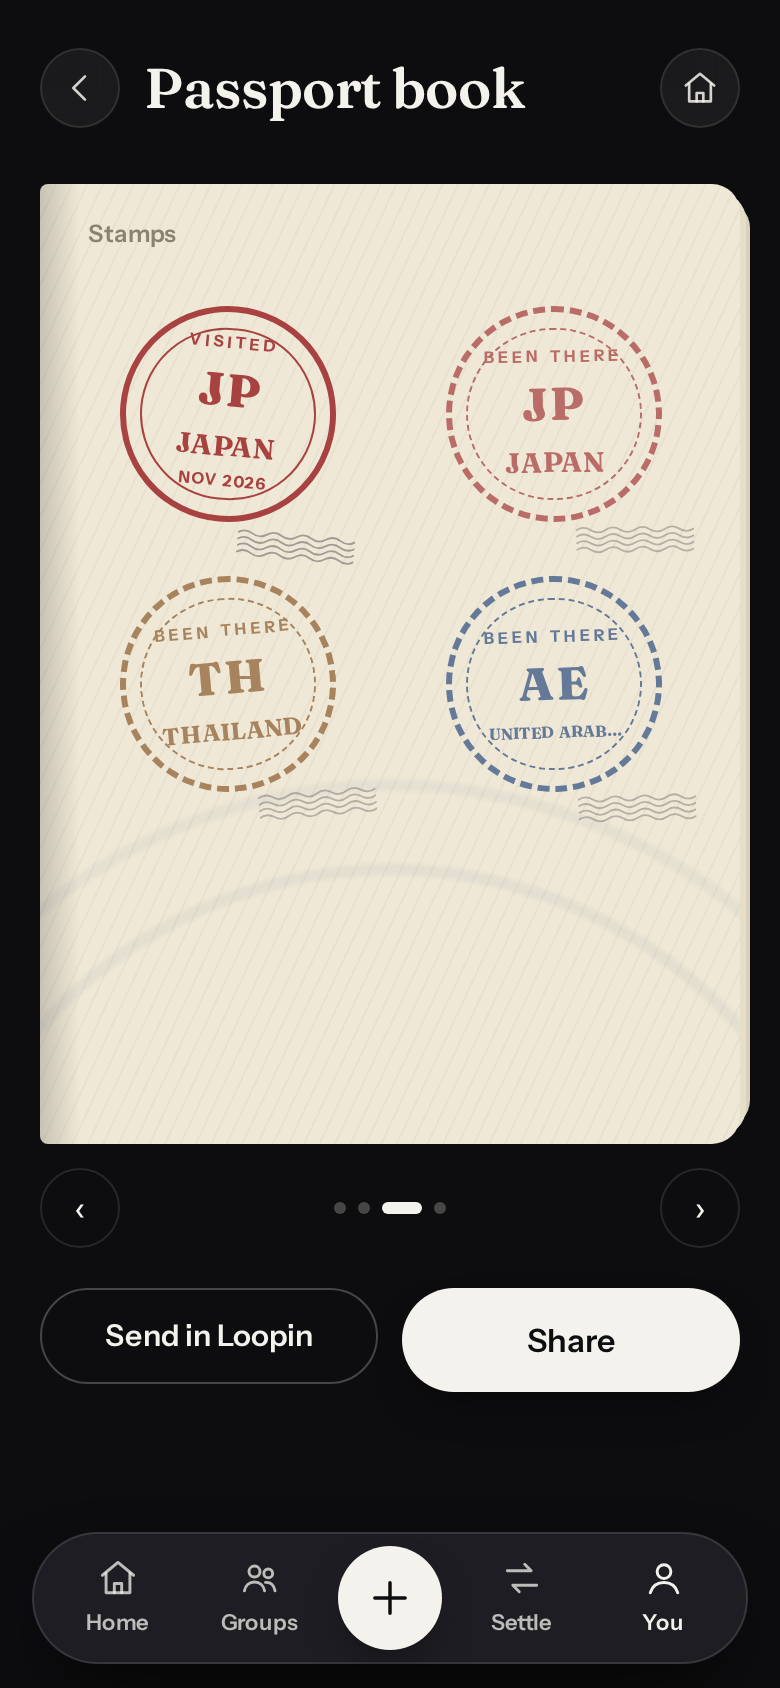 Passport book
Stamps
VISITED
JP
JAPAN
NOV 2026
BEEN THERE
JP
JAPAN
BEEN THERE
TH
THAILAND
BEEN THERE
AE
UNITED ARAB...
Send in Loopin
Share
Home
Groups
Settle
You